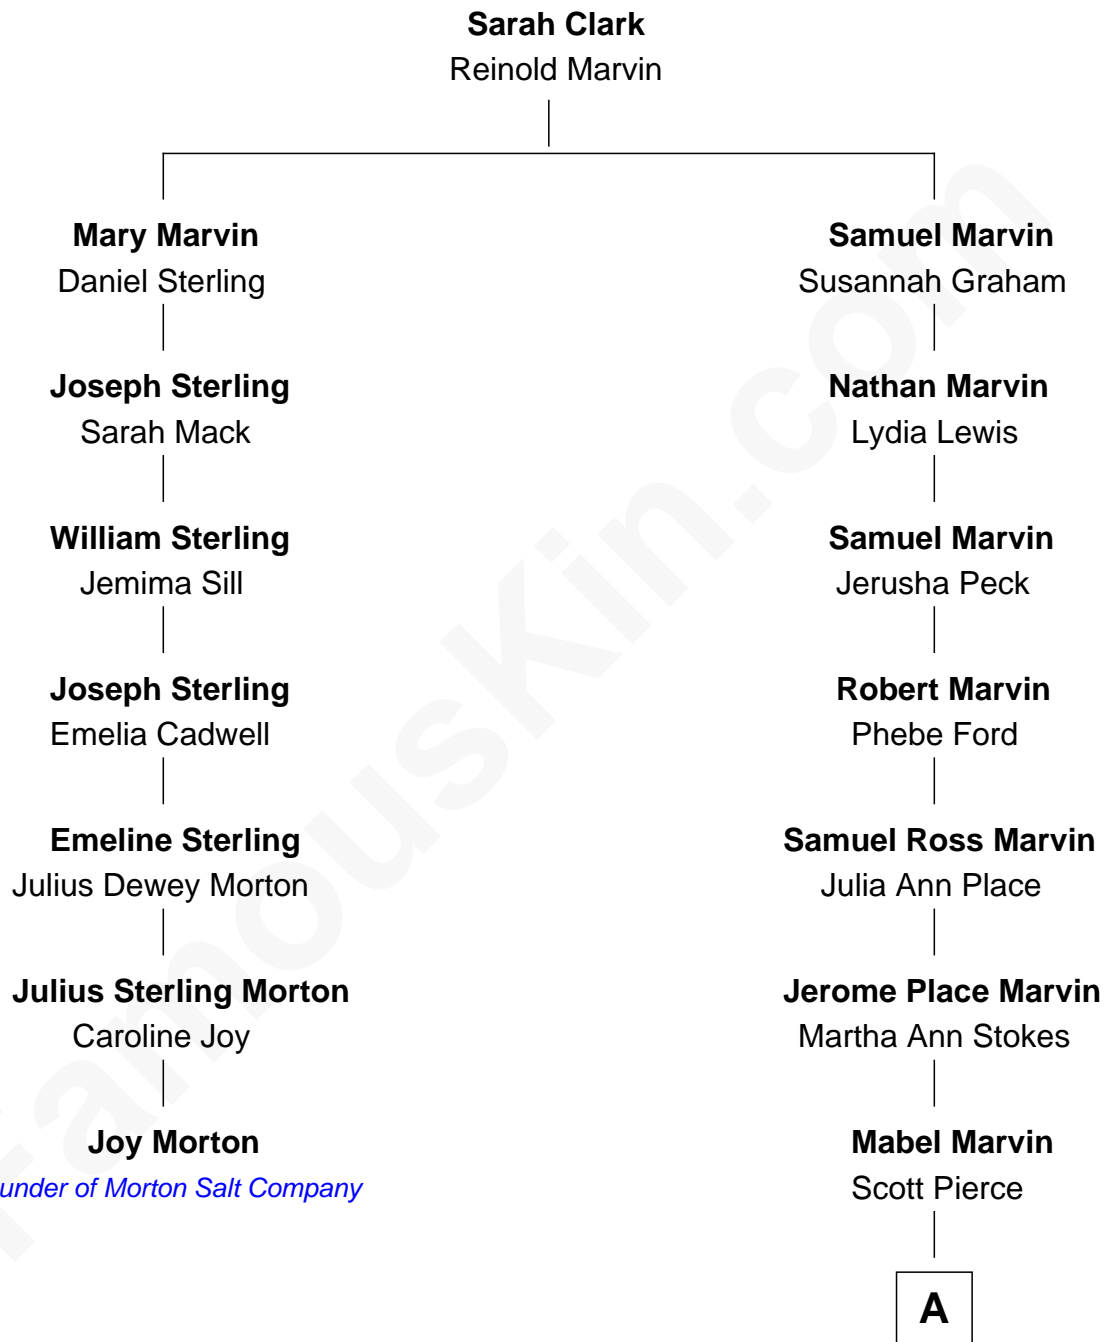 Sarah Clark
Reinold Marvin
Mary Marvin
Daniel Sterling
Samuel Marvin
Susannah Graham
Joseph Sterling
Sarah Mack
Nathan Marvin
Lydia Lewis
William Sterling
Jemima Sill
Samuel Marvin
Jerusha Peck
Joseph Sterling
Emelia Cadwell
Robert Marvin
Phebe Ford
Emeline Sterling
Julius Dewey Morton
Samuel Ross Marvin
Julia Ann Place
Julius Sterling Morton
Caroline Joy
Jerome Place Marvin
Martha Ann Stokes
Joy Morton
under of Morton Salt Company
Mabel Marvin
Scott Pierce
A
FamousKin.com